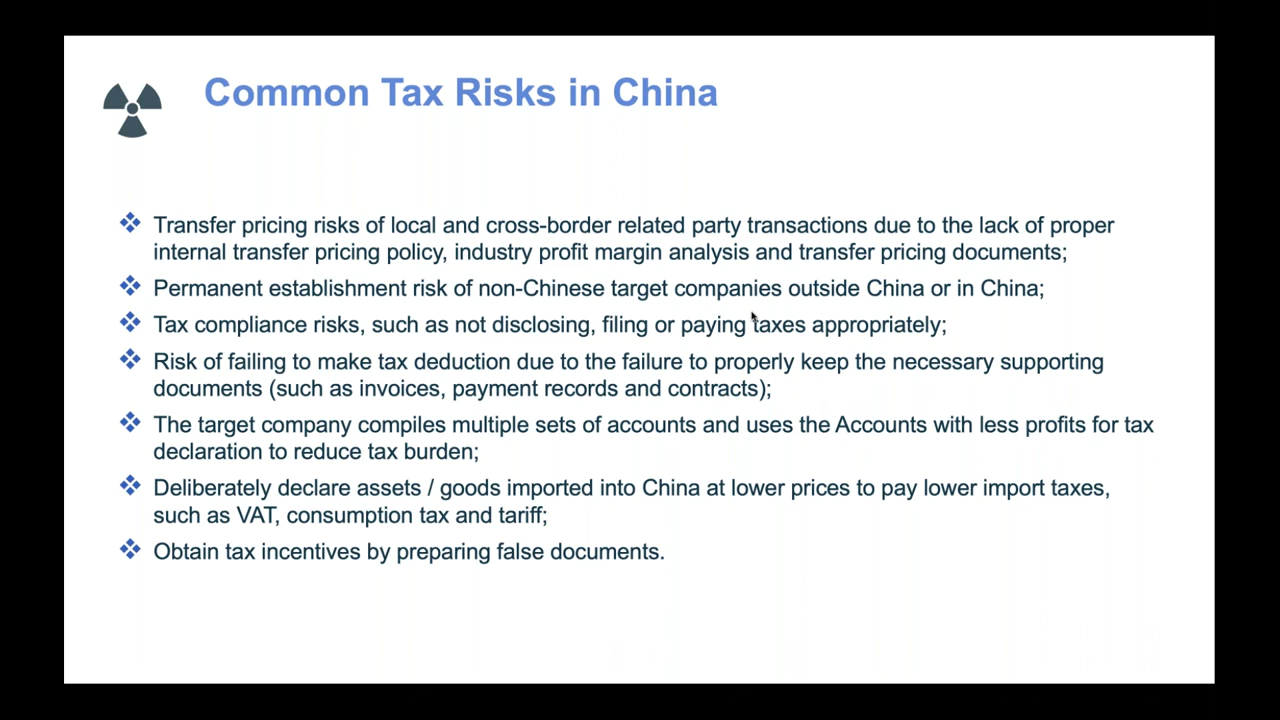 Common Tax Risks in China
Transfer pricing risks of local and cross-border related party transactions due to the lack of proper
internal transfer pricing policy, industry profit margin analysis and transfer pricing documents;
Permanent establishment risk of non-Chinese target companies outside China or in China;
Tax compliance risks, such as not disclosing, filing or paying taxes appropriately;
Risk of failing to make tax deduction due to the failure to properly keep the necessary supporting
documents (such as invoices, payment records and contracts);
The target company compiles multiple sets of accounts and uses the Accounts with less profits for tax
declaration to reduce tax burden;
Deliberately declare assets / goods imported into China at lower prices to pay lower import taxes,
such as VAT, consumption tax and tariff;
Obtain tax incentives by preparing false documents.